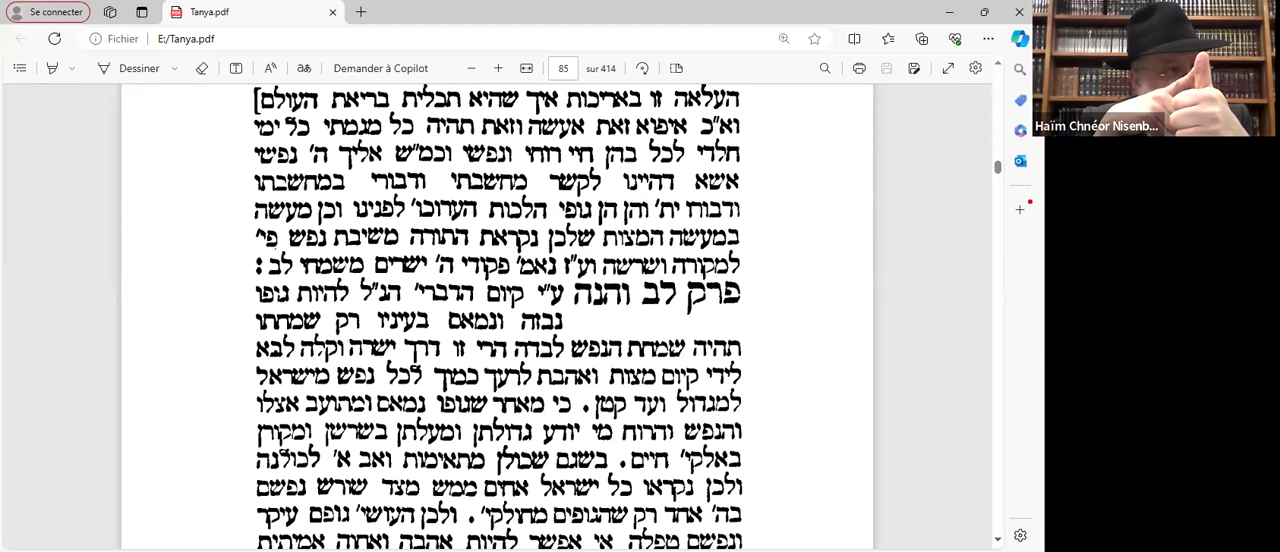 Se connecter
Tanya.pdf
Fichier
E:/Tanya.pdf
Dessiner
Demander à Copilot
85
sur 414
העלאה זו באריכות איך שהיא תכלית בריאת העולם]
וא"כ איפוא זאת אעשה וזאת תהיה כל מגמתי כל ימי
חלדי לכל בהן חיי רוחי ונפשי וכמ"ש אליך ה' נפשי
אשא דהיינו לקשר מחשבתי ודבורי במחשבתו
ודבורו ית' והן הן גופי הלכות הערוכו' לפנינו וכן מעשה
במעשה המצות שלכן נקראת התורה משיבת נפש פי'
למקורה ושרשה וע"ז נאמ' פקודי ה' ישרים משמחי לב :
פרק לב והנה ע"י קיום הדברי' הנ"ל להיות גופו
נבזה ונמאס בעיניו רק שמחתו
תהיה שמחת הנפש לבדה הרי זו דרך ישרה וקלה לבא
לידי קיום מצות ואהבת לרעך כמוך לכל נפש מישראל
למגדול ועד קטן. כי מאחר שגופו נמאס ומתועב אצלו
והנפש והרוח מי יודע גדולתן ומעלתן בשרשן ומקורן
באלקי' חיים. בשגם שכולן מתאימות ואב א' לכולנה
ולכן נקראו כל ישראל אחים ממש מצד שורש נפשם
בה' אחד רק שהגופים מחולקי'. ולכן העושי' גופם עיקר
ונפשם טפלה אי אפשר להיות אהבה ואחוה אמיתית
Haïm Chnéor Nisenb...